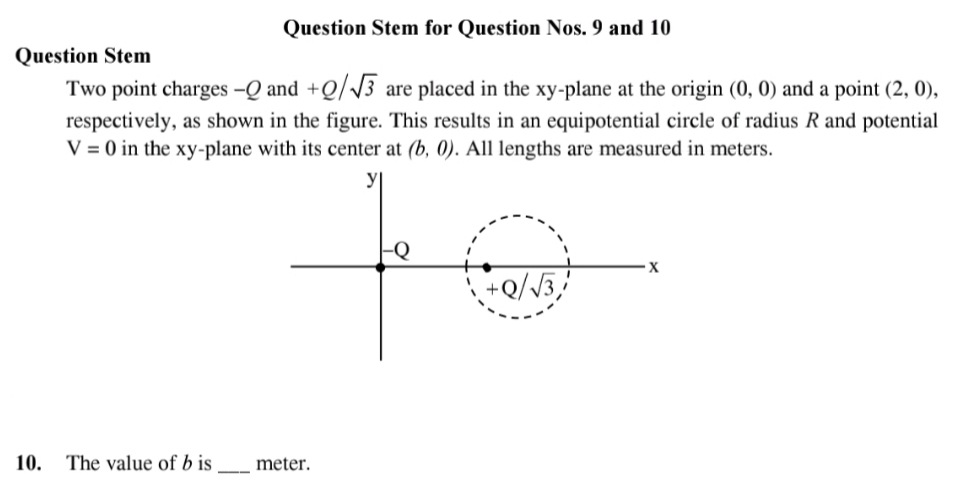 Question Stem for Question Nos. 9 and 10
Question Stem
Two point charges –Q and +Q/√3 are placed in the xy-plane at the origin (0, 0) and a point (2, 0),
respectively, as shown in the figure. This results in an equipotential circle of radius R and potential
V = 0 in the xy-plane with its center at (b, 0). All lengths are measured in meters.
y
–Q
x
+Q/√3
10. The value of b is ___ meter.